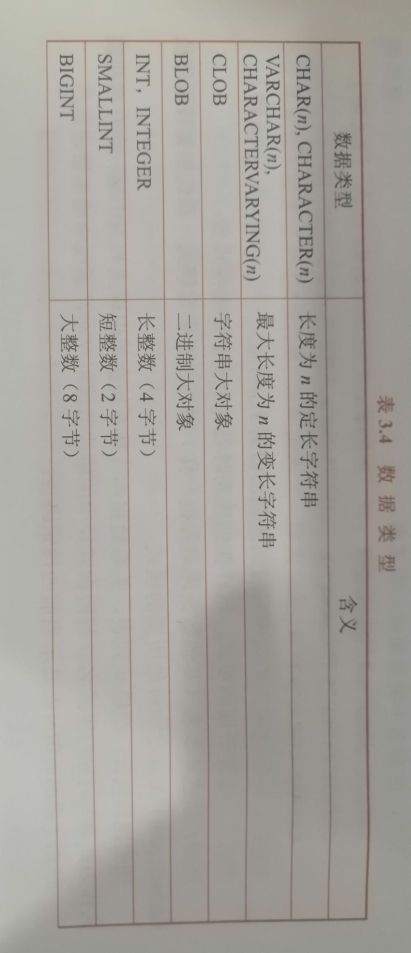 表 3.4 数 据 类 型
数据类型 含义
CHAR(n), CHARACTER(n) 长度为 n 的定长字符串
VARCHAR(n),
CHARACTERVARYING(n) 最大长度为 n 的变长字符串
CLOB 字符串大对象
BLOB 二进制大对象
INT，INTEGER 长整数（4 字节）
SMALLINT 短整数（2 字节）
BIGINT 大整数（8 字节）